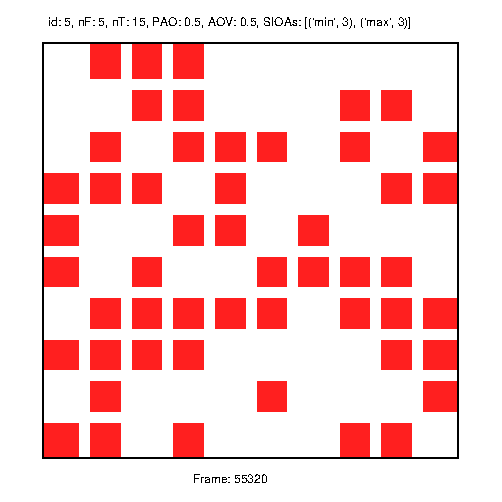 id: 5, nF: 5, nT: 15, PAO: 0.5, AOV: 0.5, SIOAs: [('min', 3), ('max', 3)]
Frame: 55320